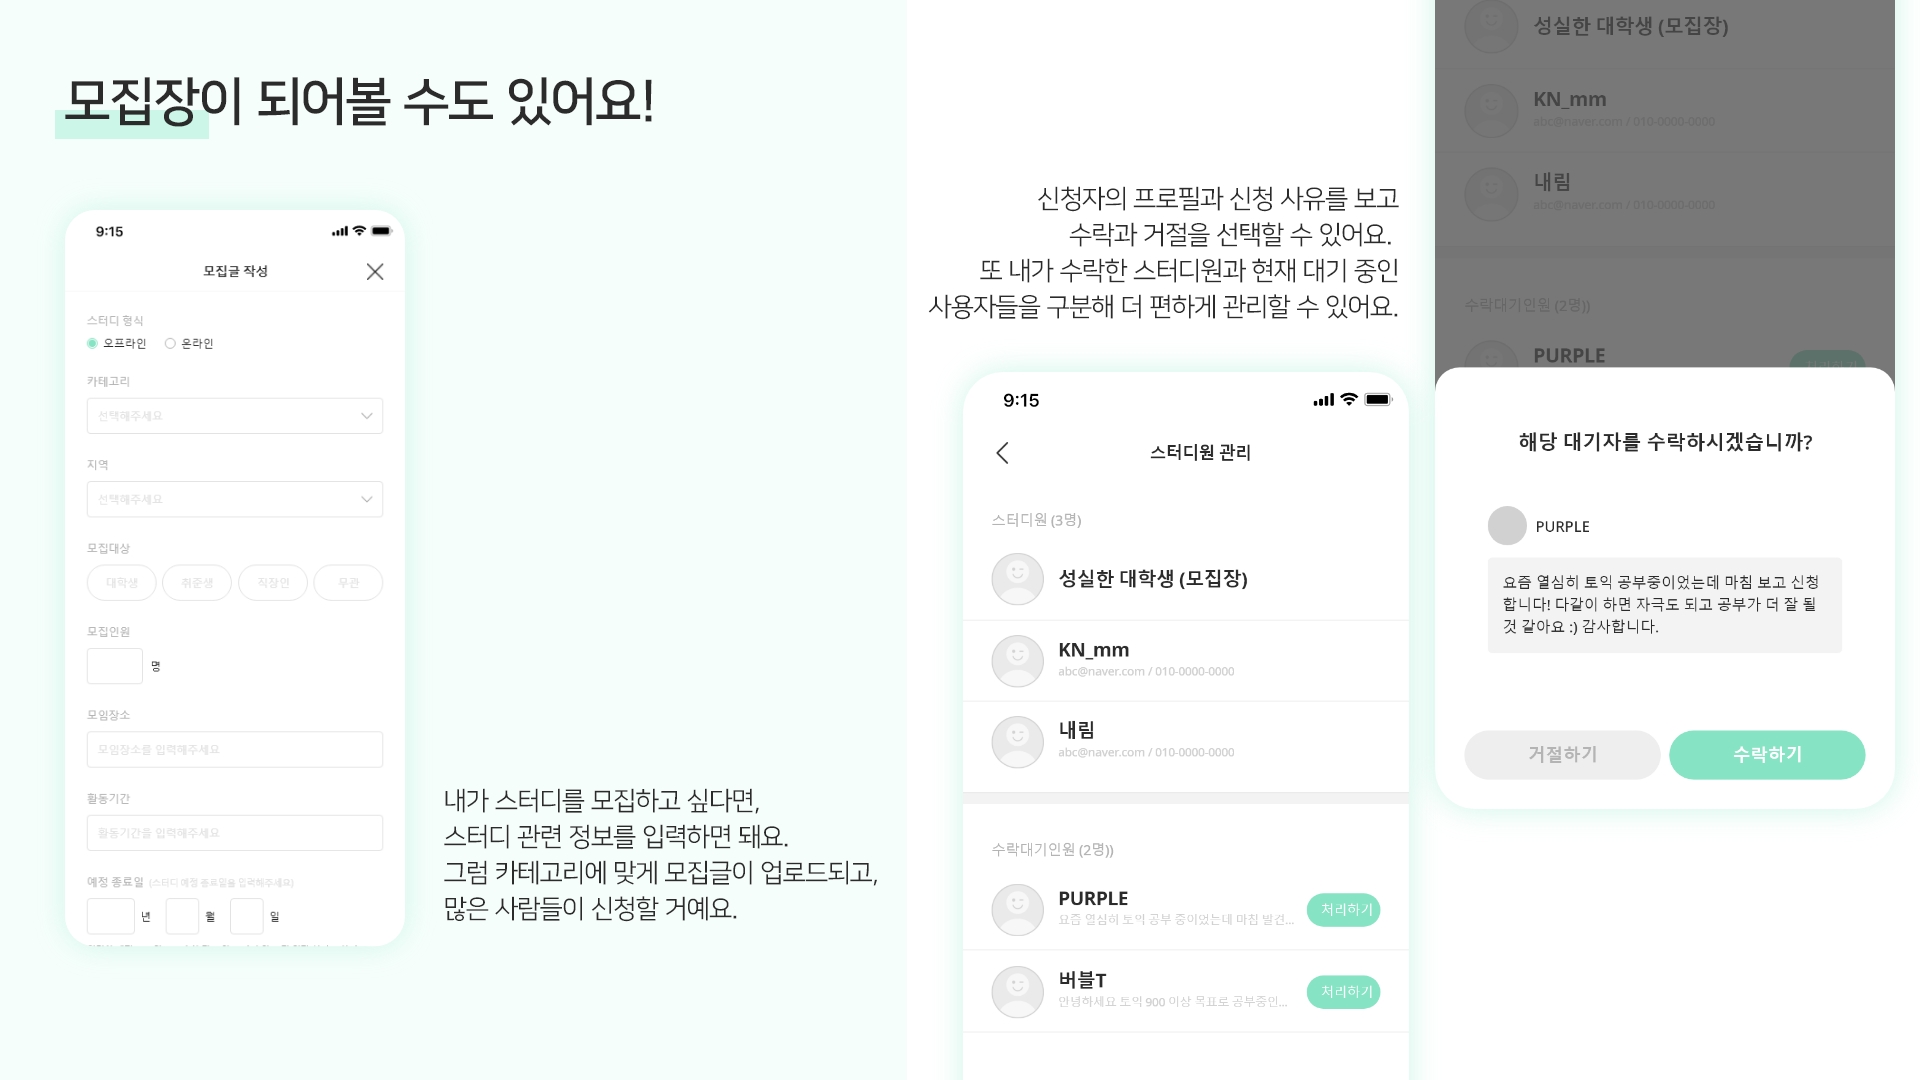 모집장이 되어볼 수도 있어요!
9:15
모집글 작성
스터디 형식
오프라인
온라인
카테고리
선택해주세요
지역
선택해주세요
모집대상
대학생
취준생
직장인
무관
모집인원
명
모임장소
모임장소를 입력해주세요
활동기간
활동기간을 입력해주세요
예정 종료일 (스터디 예정 종료일을 입력해주세요)
년
월
일
내가 스터디를 모집하고 싶다면,
스터디 관련 정보를 입력하면 돼요.
그럼 카테고리에 맞게 모집글이 업로드되고,
많은 사람들이 신청할 거예요.
신청자의 프로필과 신청 사유를 보고
수락과 거절을 선택할 수 있어요.
또 내가 수락한 스터디원과 현재 대기 중인
사용자들을 구분해 더 편하게 관리할 수 있어요.
9:15
스터디원 관리
스터디원 (3명)
성실한 대학생 (모집장)
KN_mm
abc@naver.com / 010-0000-0000
내림
abc@naver.com / 010-0000-0000
수락대기인원 (2명))
PURPLE
요즘 열심히 토익 공부 중이었는데 마침 발견...
처리하기
버블T
안녕하세요 토익 900 이상 목표로 공부중인...
처리하기
성실한 대학생 (모집장)
KN_mm
abc@naver.com / 010-0000-0000
내림
abc@naver.com / 010-0000-0000
수락대기인원 (2명))
PURPLE
해당 대기자를 수락하시겠습니까?
PURPLE
요즘 열심히 토익 공부중이었는데 마침 보고 신청
합니다! 다같이 하면 자극도 되고 공부가 더 잘 될
것 같아요 :) 감사합니다.
거절하기
수락하기